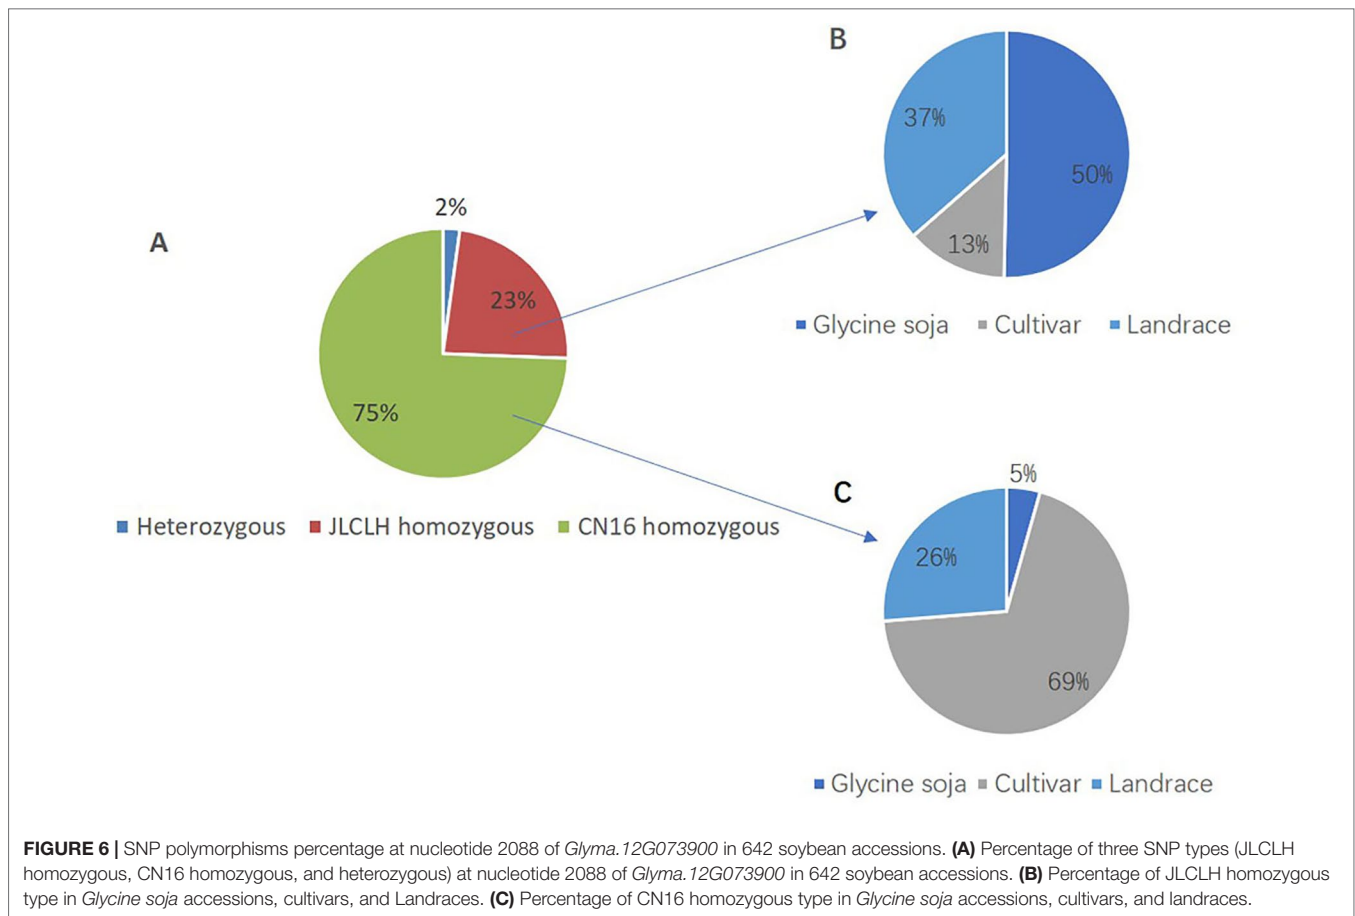 B
37%
50%
13%
Glycine soja Cultivar Landrace
A
2%
23%
75%
Heterozygous JLCLH homozygous CN16 homozygous
C
5%
26%
69%
Glycine soja Cultivar Landrace
FIGURE 6 | SNP polymorphisms percentage at nucleotide 2088 of Glyma.12G073900 in 642 soybean accessions. (A) Percentage of three SNP types (JLCLH
homozygous, CN16 homozygous, and heterozygous) at nucleotide 2088 of Glyma.12G073900 in 642 soybean accessions. (B) Percentage of JLCLH homozygous
type in Glycine soja accessions, cultivars, and Landraces. (C) Percentage of CN16 homozygous type in Glycine soja accessions, cultivars, and landraces.